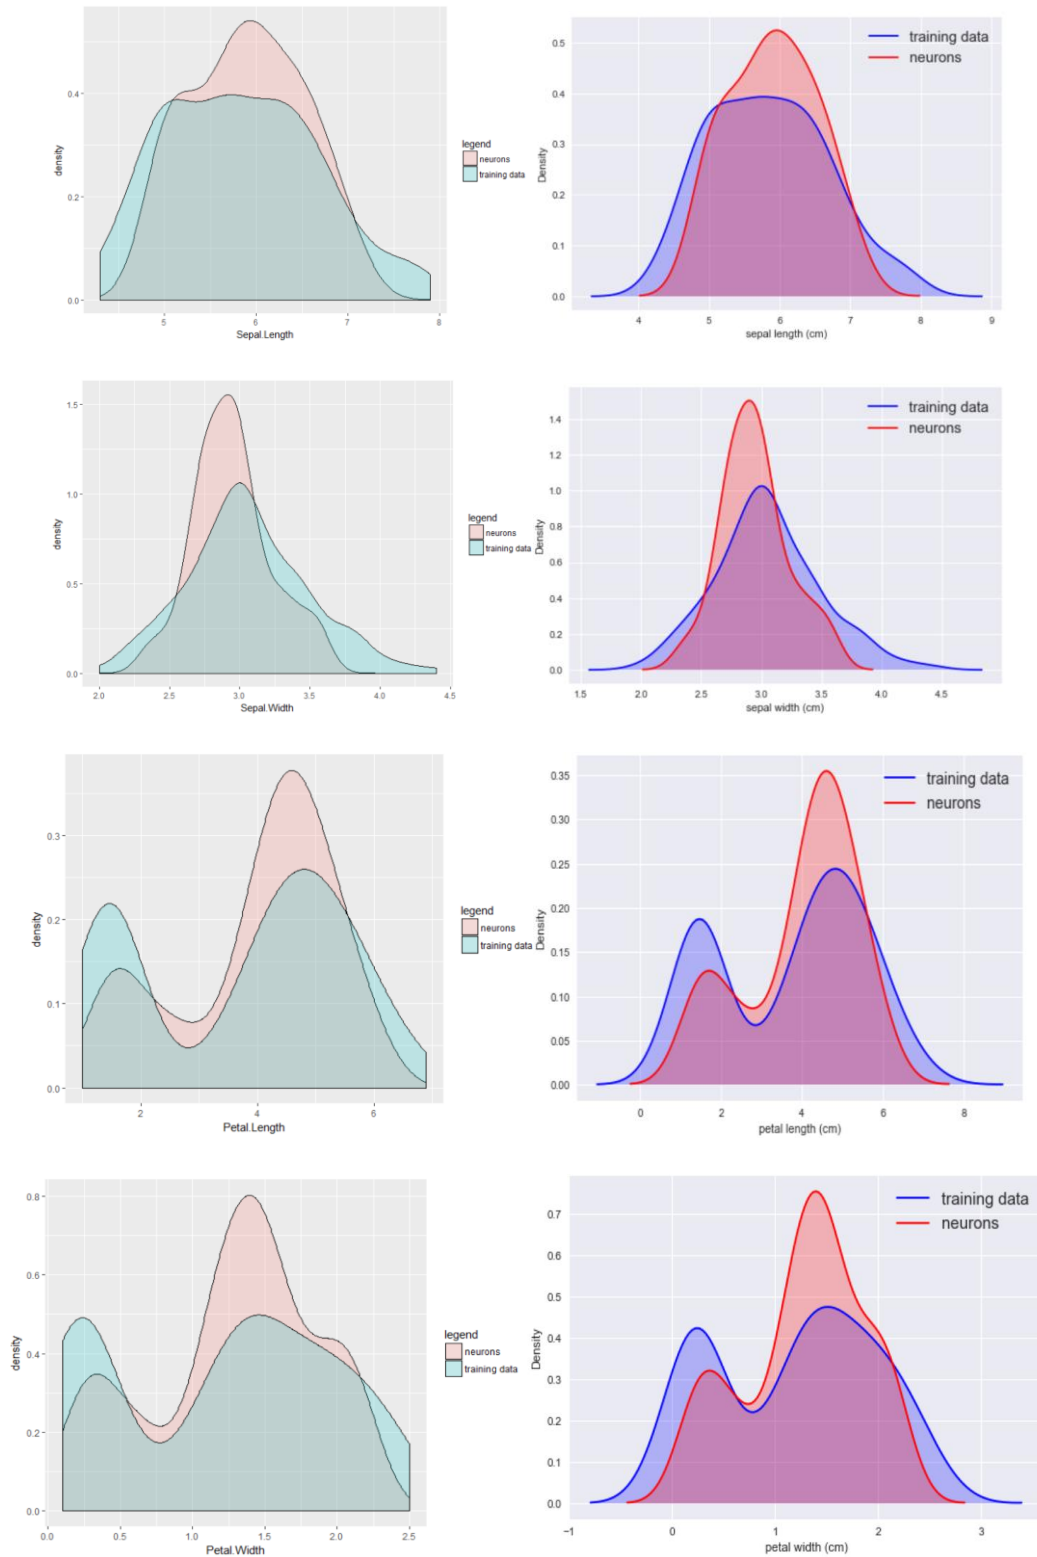 density
0.4
0.2
0.0
5 6 7 8
Sepal.Length
legend
neurons
training data
Density
0.5
0.4
0.3
0.2
0.1
0.0
4 5 6 7 8 9
sepal length (cm)
training data
neurons
density
1.5
1.0
0.5
0.0
2.0 2.5 3.0 3.5 4.0 4.5
Sepal.Width
legend
neurons
training data
Density
1.4
1.2
1.0
0.8
0.6
0.4
0.2
0.0
1.5 2.0 2.5 3.0 3.5 4.0 4.5
sepal width (cm)
training data
neurons
density
0.3
0.2
0.1
0.0
2 4 6
Petal.Length
legend
neurons
training data
Density
0.35
0.30
0.25
0.20
0.15
0.10
0.05
0.00
0 2 4 6 8
petal length (cm)
training data
neurons
density
0.8
0.6
0.4
0.2
0.0
0.0 0.5 1.0 1.5 2.0 2.5
Petal.Width
legend
neurons
training data
Density
0.7
0.6
0.5
0.4
0.3
0.2
0.1
0.0
−1 0 1 2 3
petal width (cm)
training data
neurons